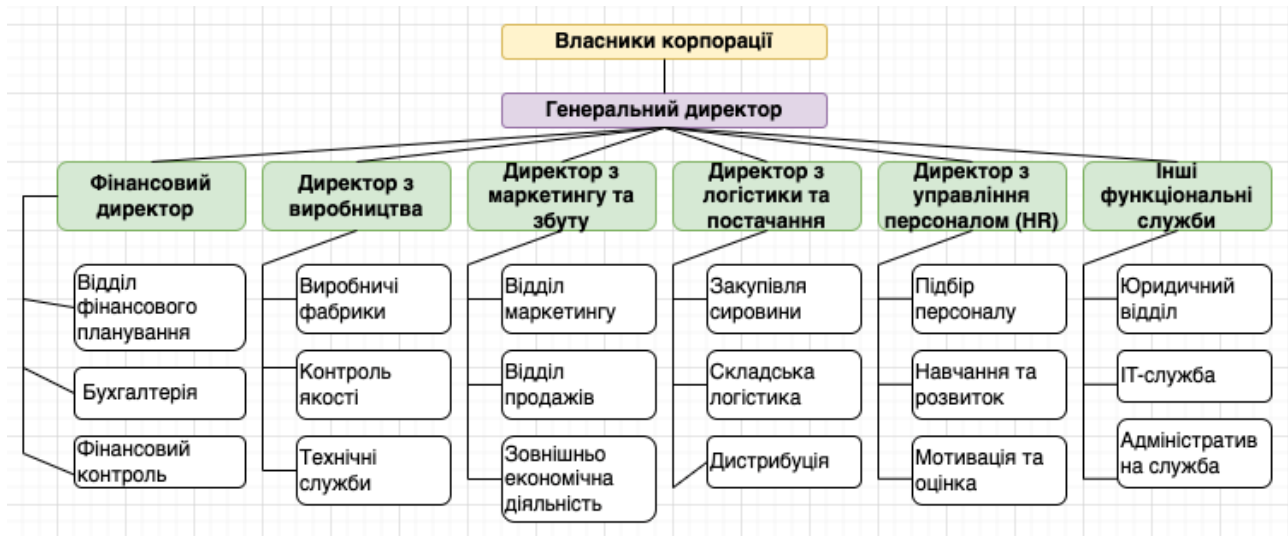 Власники корпорації
Генеральний директор
Фінансовий
директор
Директор з
виробництва
Директор з
маркетингу та
збуту
Директор з
логістики та
постачання
Директор з
управління
персоналом (HR)
Інші
функціональні
служби
Відділ
фінансового
планування
Бухгалтерія
Фінансовий
контроль
Виробничі
фабрики
Контроль
якості
Технічні
служби
Відділ
маркетингу
Відділ
продажів
Зовнішньо
економічна
діяльність
Закупівля
сировини
Складська
логістика
Дистрибуція
Підбір
персоналу
Навчання та
розвиток
Мотивація та
оцінка
Юридичний
відділ
ІТ-служба
Адміністратив
на служба